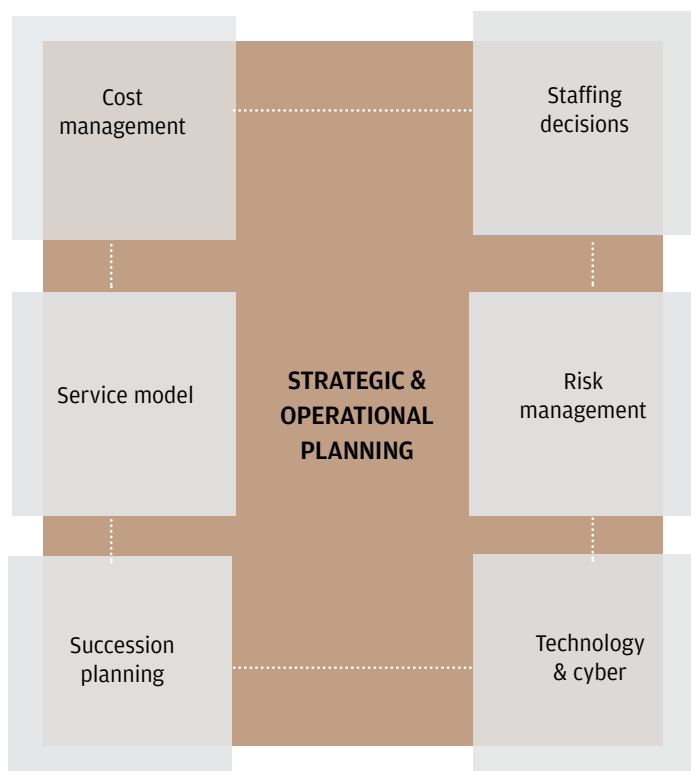 Cost
management
Staffing
decisions
Service model
STRATEGIC &
OPERATIONAL
PLANNING
Risk
management
Succession
planning
Technology
& cyber